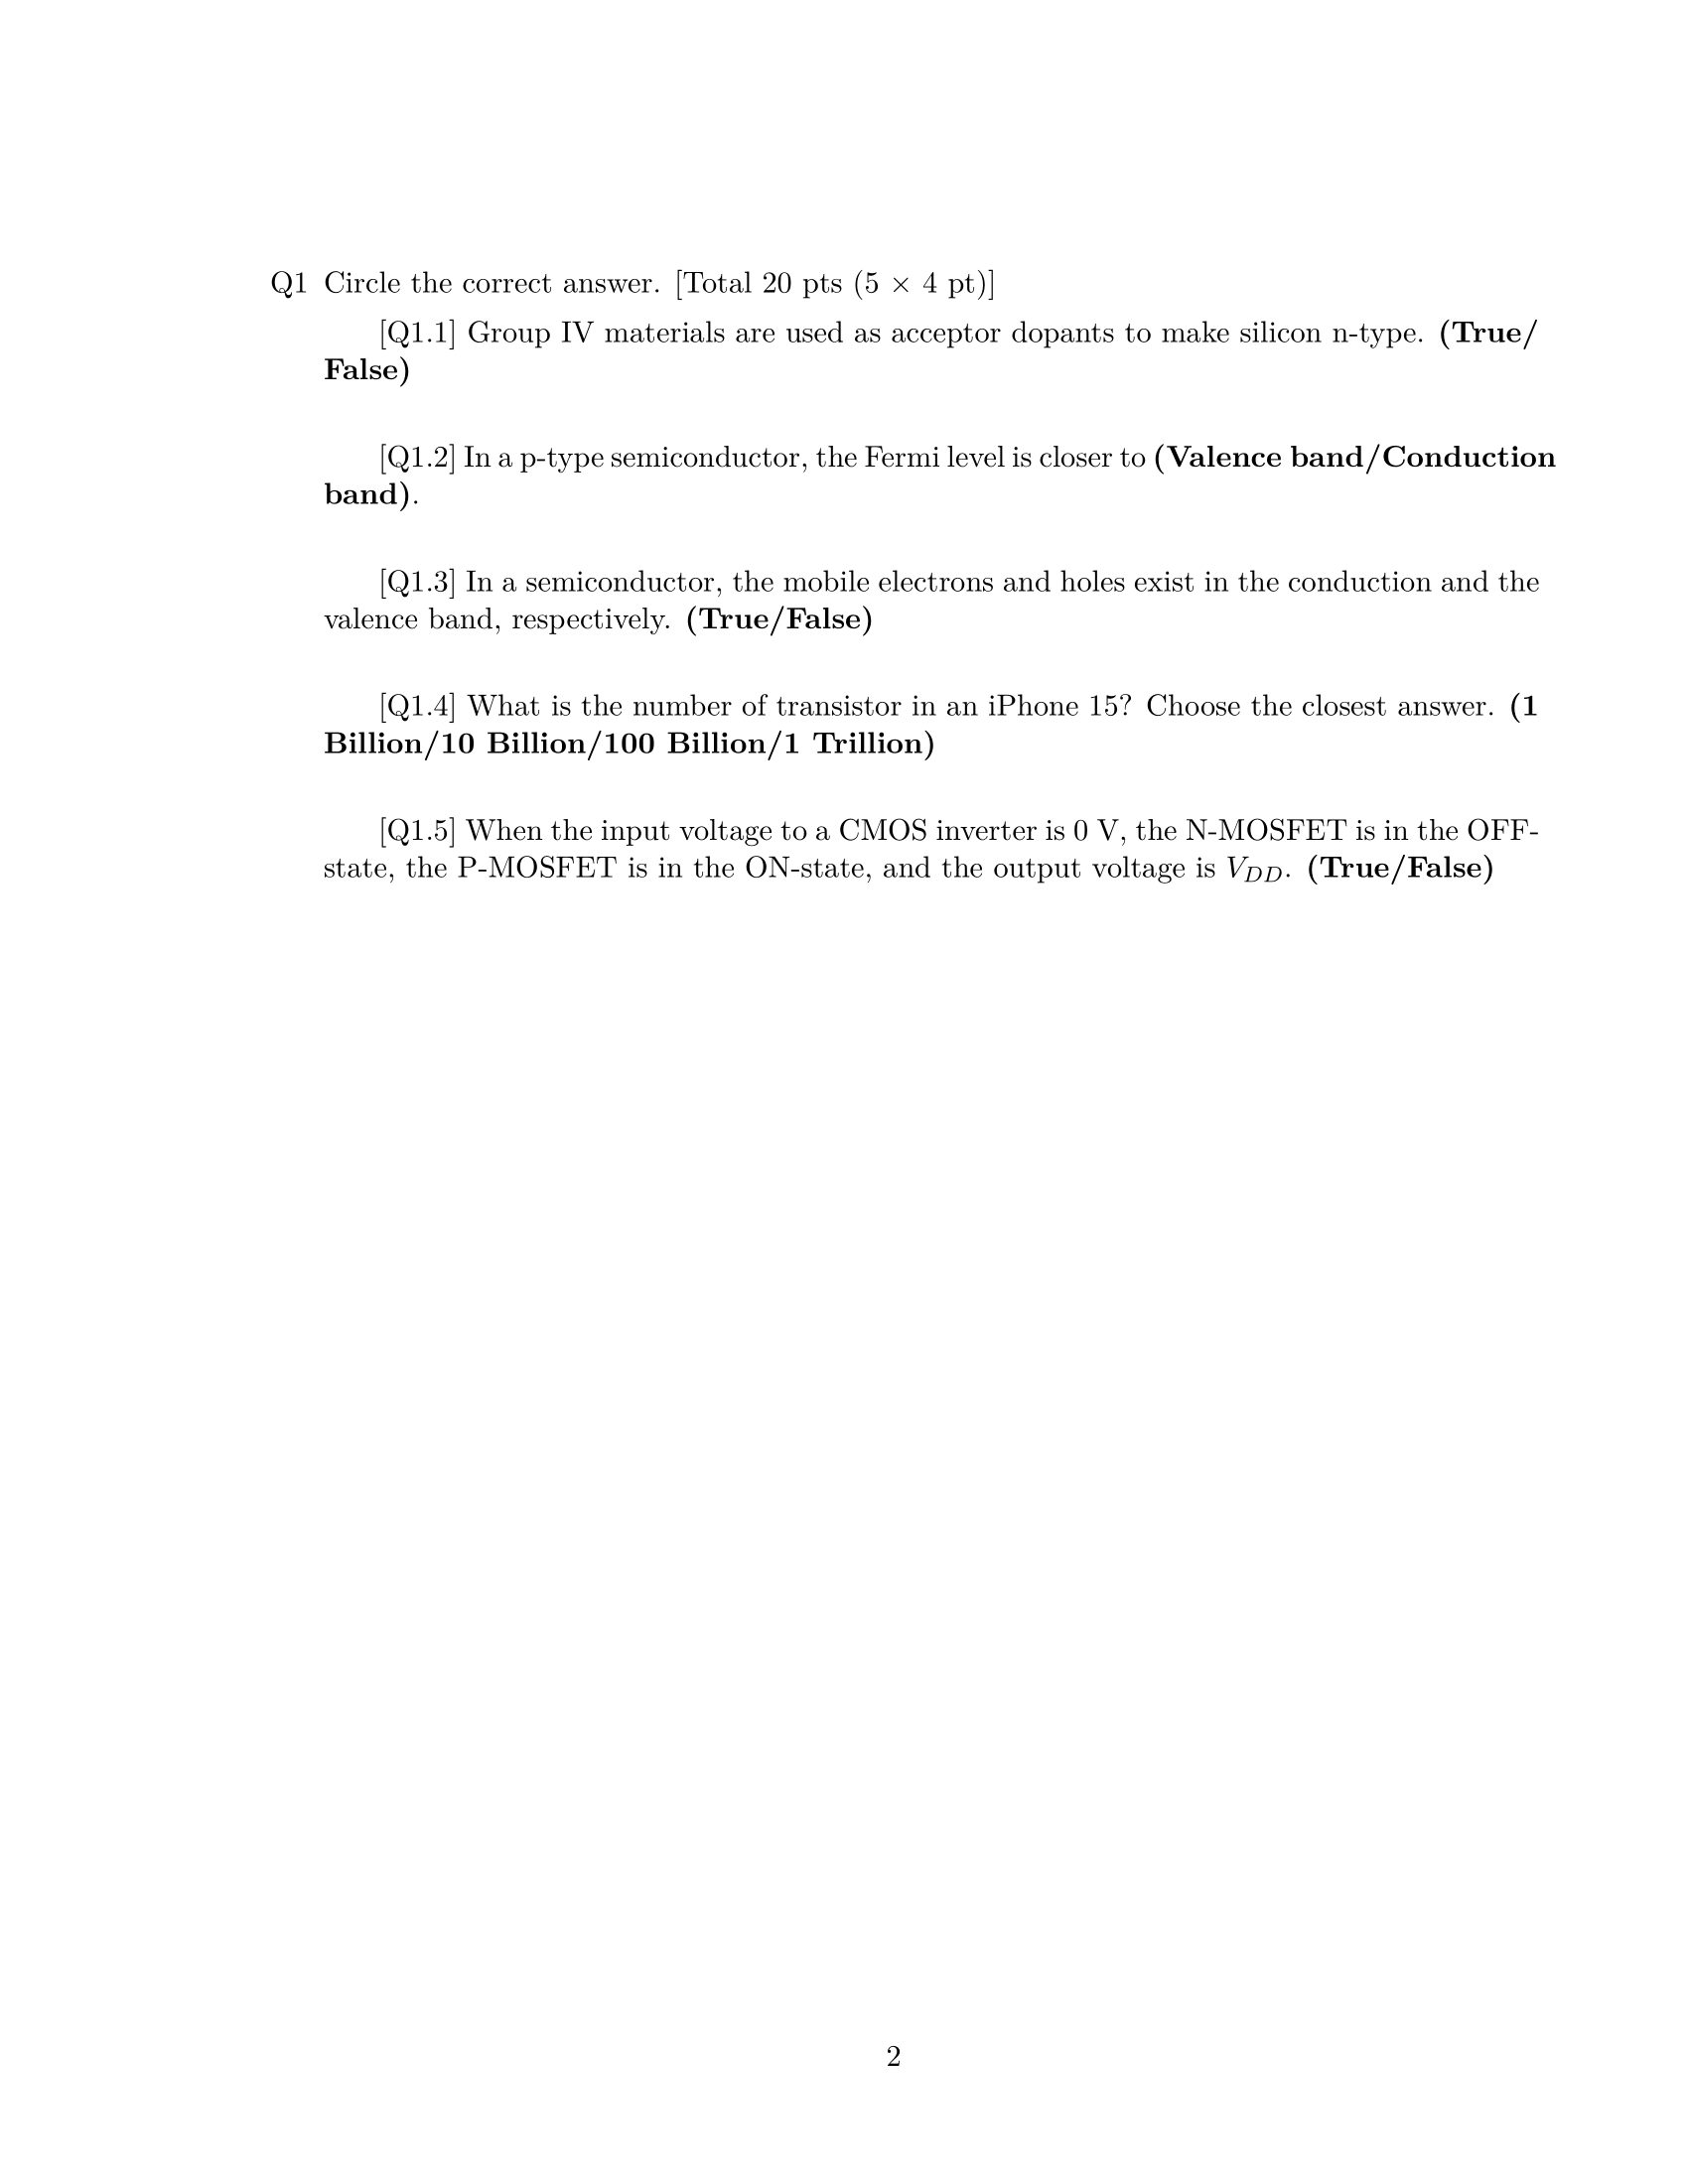 Q1 Circle the correct answer. [Total 20 pts (5 × 4 pt)]
[Q1.1] Group IV materials are used as acceptor dopants to make silicon n-type. (True/
False)
[Q1.2] In a p-type semiconductor, the Fermi level is closer to (Valence band/Conduction
band).
[Q1.3] In a semiconductor, the mobile electrons and holes exist in the conduction and the
valence band, respectively. (True/False)
[Q1.4] What is the number of transistor in an iPhone 15? Choose the closest answer. (1
Billion/10 Billion/100 Billion/1 Trillion)
[Q1.5] When the input voltage to a CMOS inverter is 0 V, the N-MOSFET is in the OFF-
state, the P-MOSFET is in the ON-state, and the output voltage is V_{DD}. (True/False)
2